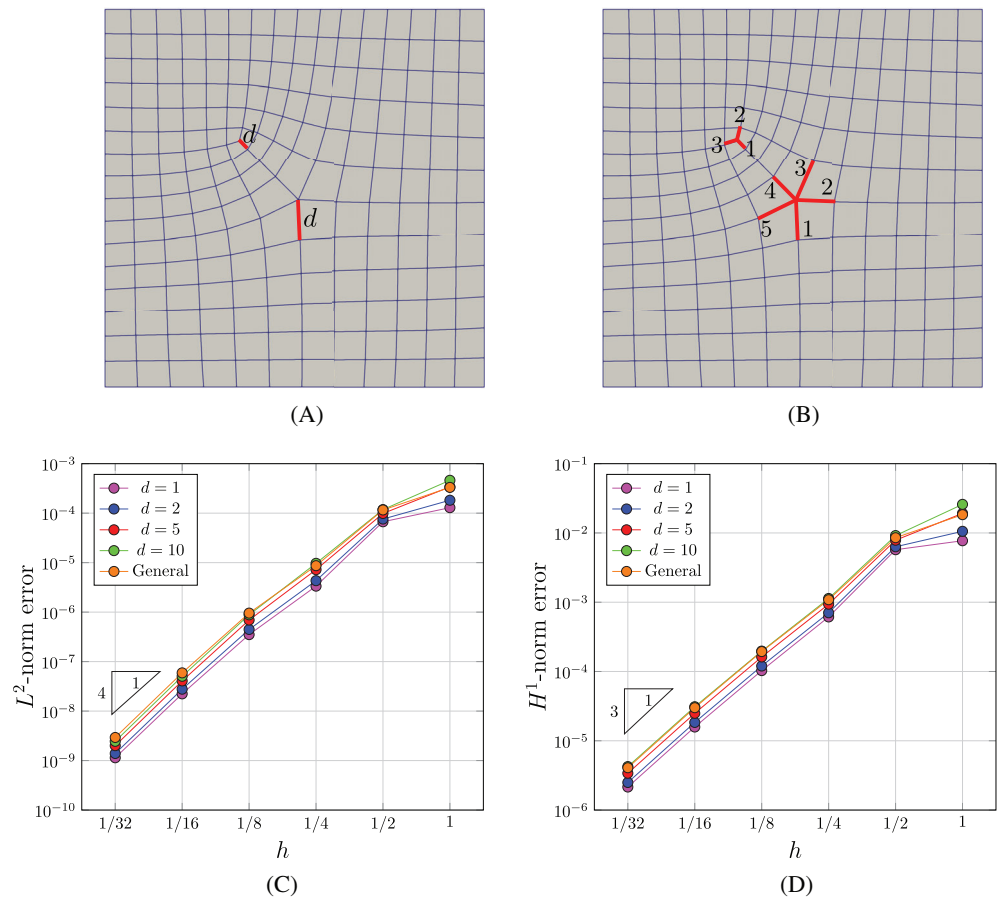 d
d
(A)
2
3
1
3
4
2
5
1
(B)
10⁻³
10⁻⁴
10⁻⁵
10⁻⁶
10⁻⁷
10⁻⁸
10⁻⁹
10⁻¹⁰
L²-norm error
d = 1
d = 2
d = 5
d = 10
General
4
1
1/32 1/16 1/8 1/4 1/2 1
h
(C)
10⁻¹
10⁻²
10⁻³
10⁻⁴
10⁻⁵
10⁻⁶
H¹-norm error
d = 1
d = 2
d = 5
d = 10
General
3
1
1/32 1/16 1/8 1/4 1/2 1
h
(D)